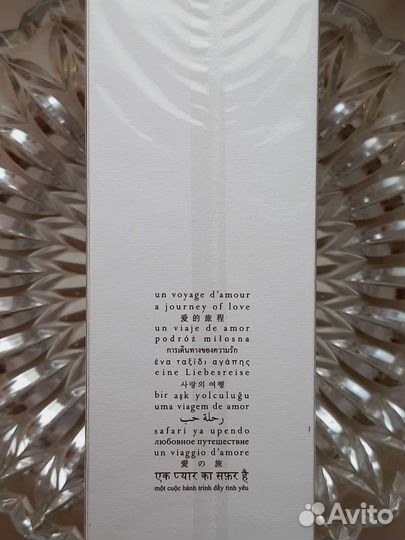 un voyage d'amour
a journey of love
爱的旅程
un viaje de amor
podróż miłosna
การเดินทางของความรัก
ένα ταξίδι αγάπης
eine Liebesreise
사랑의 여행
bir aşk yolculuğu
uma viagem de amor
رحلة حب
safari ya upendo
любовное путешествие
un viaggio d'amore
愛の旅
एक प्यार का सफ़र है
một cuộc hành trình đầy tình yêu
Avito